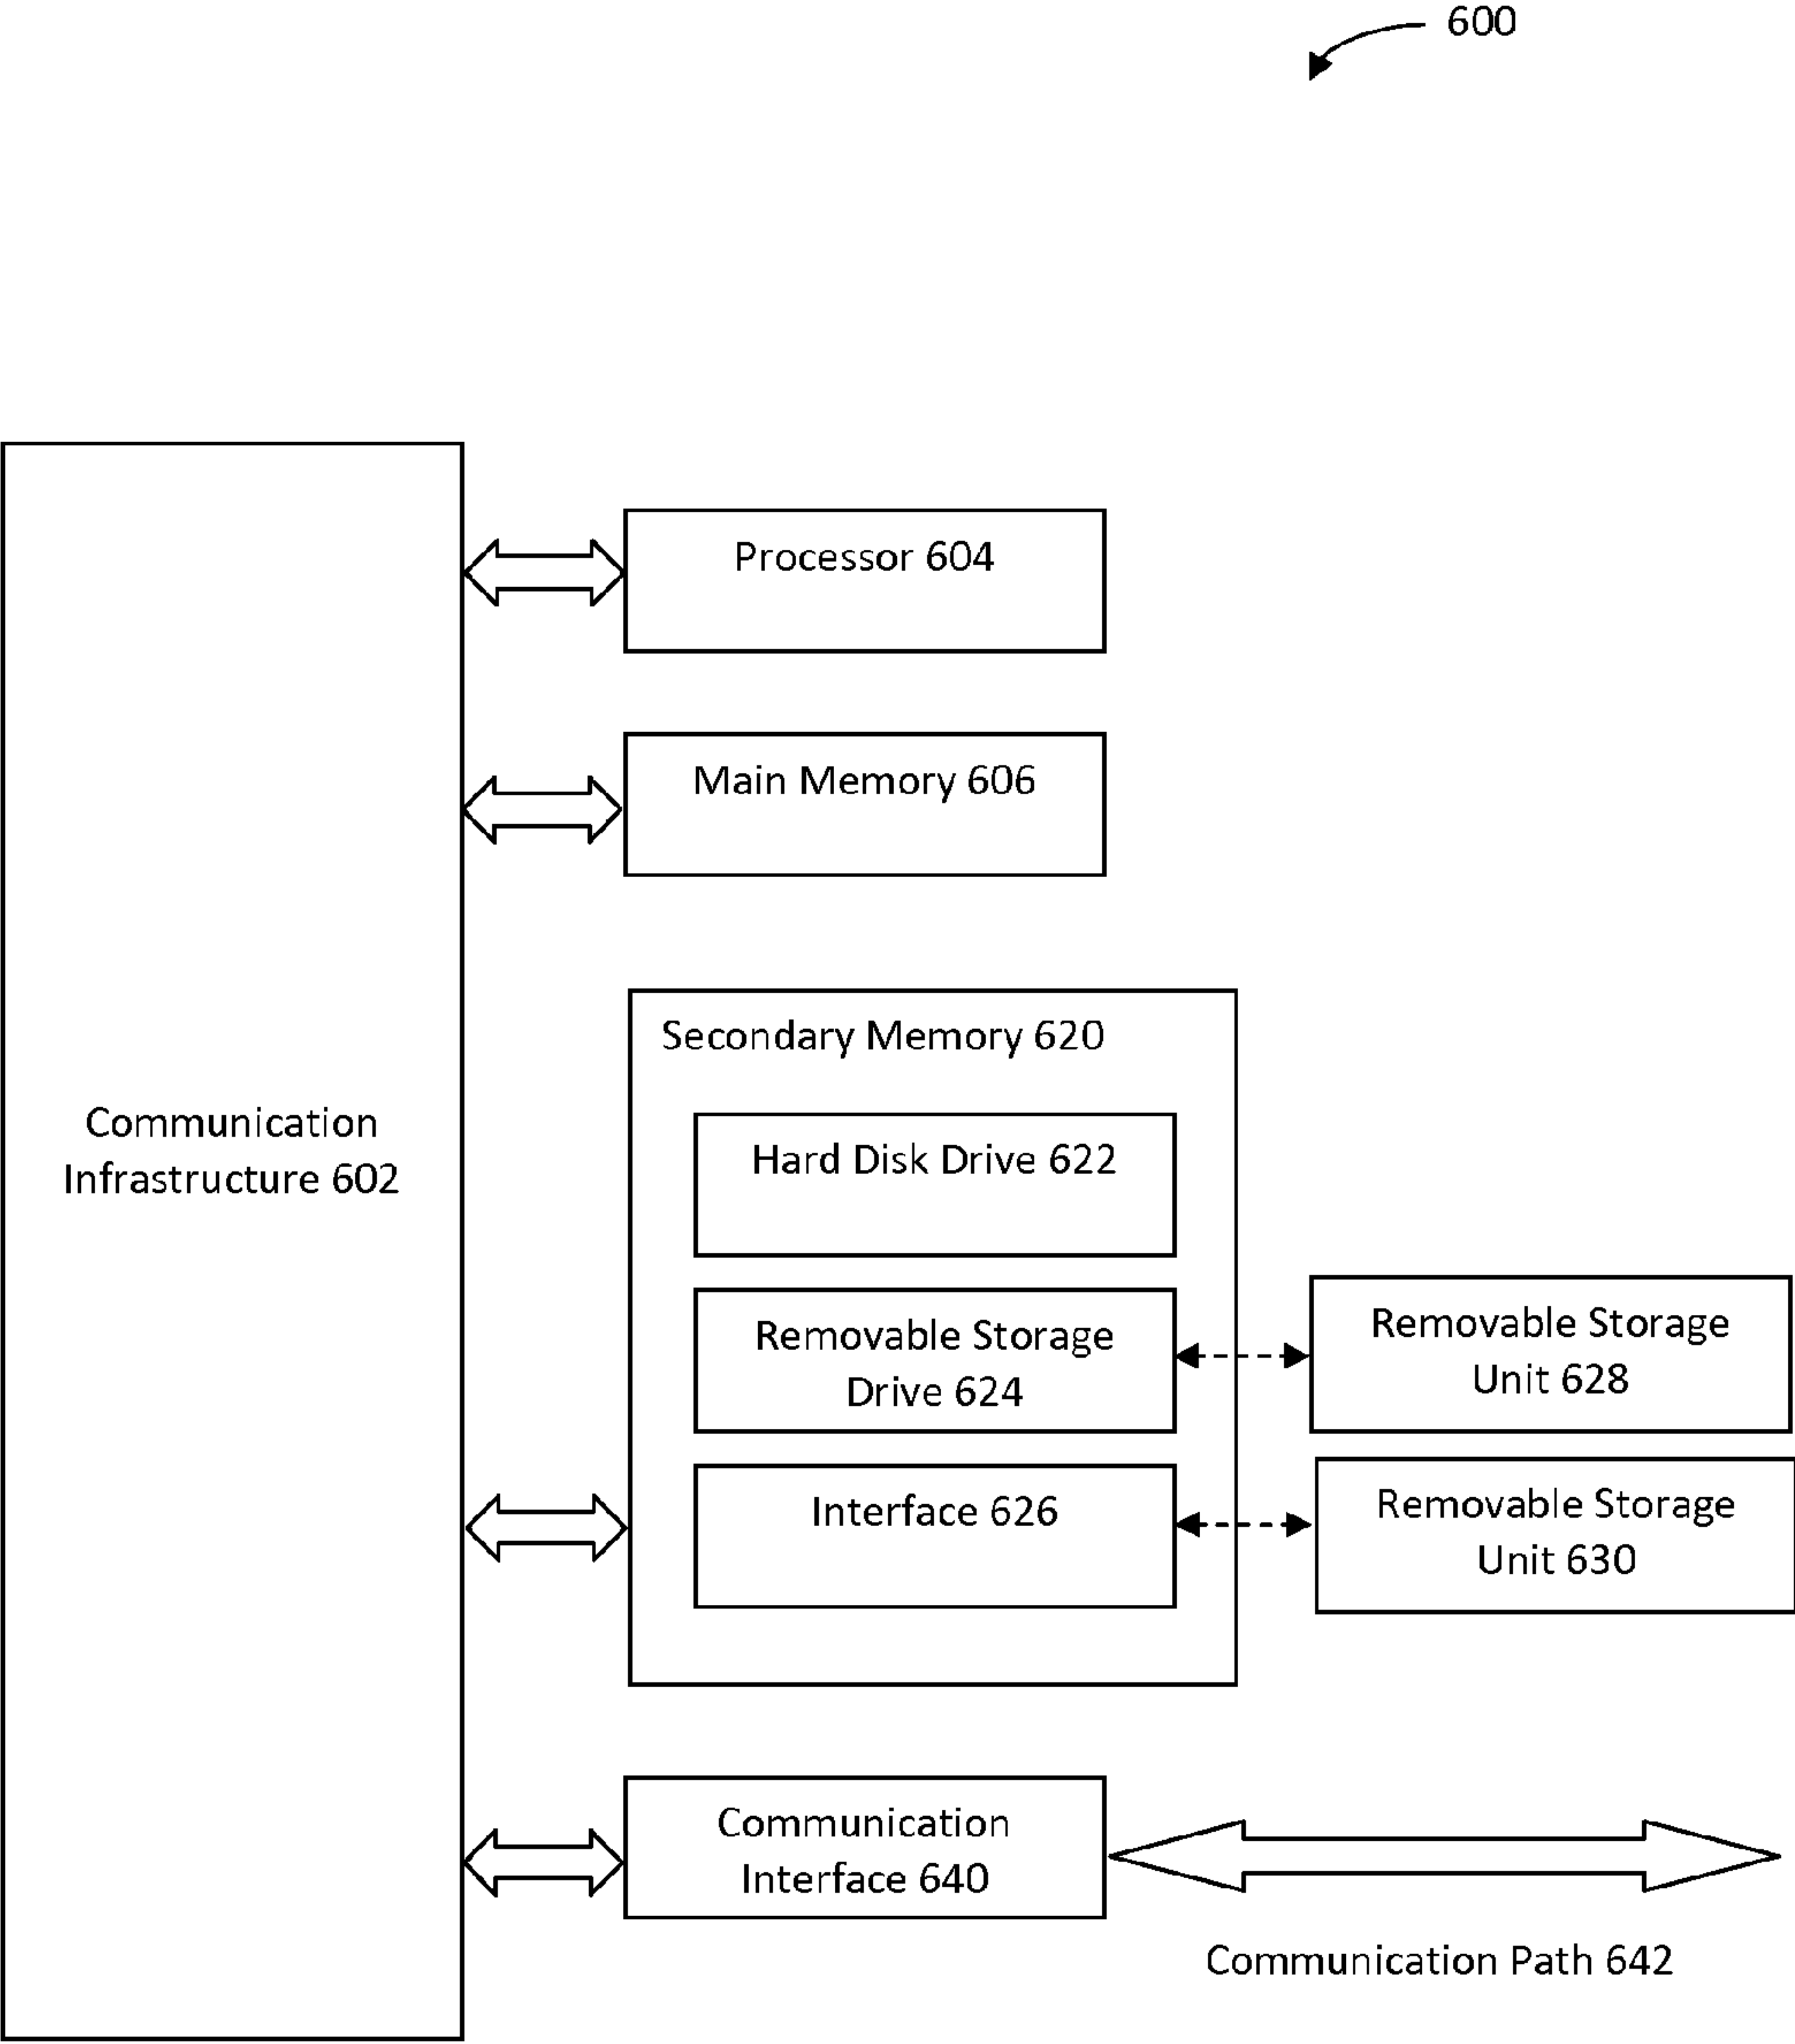 600
Processor 604
Main Memory 606
Secondary Memory 620
Communication
Infrastructure 602
Hard Disk Drive 622
Removable Storage
Drive 624
Removable Storage
Unit 628
Interface 626
Removable Storage
Unit 630
Communication
Interface 640
Communication Path 642